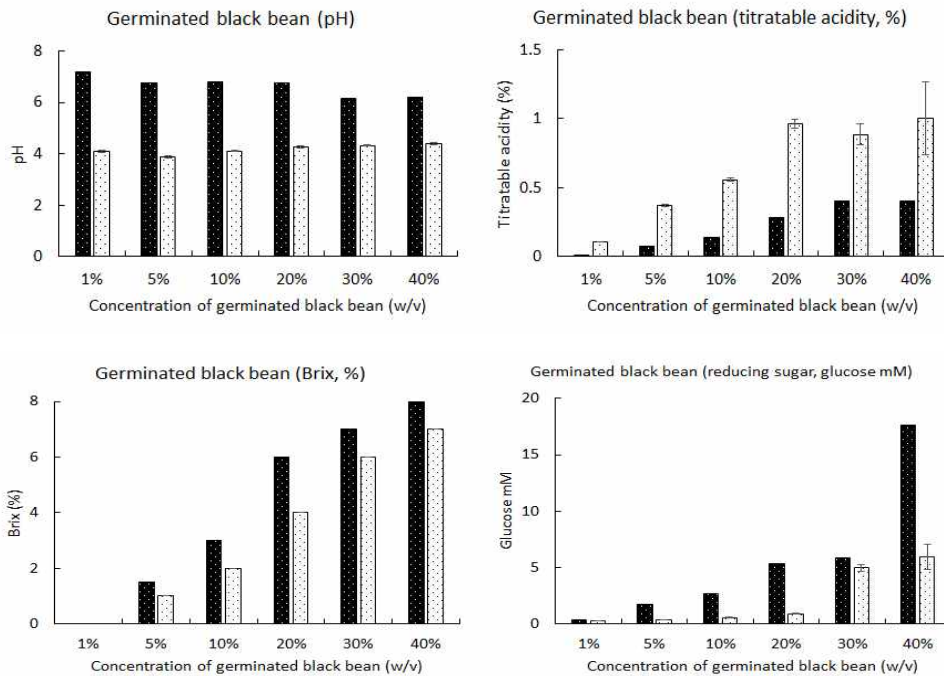 Germinated black bean (pH)
8
6
4
2
0
pH
1% 5% 10% 20% 30% 40%
Concentration of germinated black bean (w/v)
Germinated black bean (titratable acidity, %)
1.5
1
0.5
0
Titratable acidity (%)
1% 5% 10% 20% 30% 40%
Concentration of germinated black bean (w/v)
Germinated black bean (Brix, %)
8
6
4
2
0
Brix (%)
1% 5% 10% 20% 30% 40%
Concentration of germinated black bean (w/v)
Germinated black bean (reducing sugar, glucose mM)
20
15
10
5
0
Glucose mM
1% 5% 10% 20% 30% 40%
Concentration of germinated black bean (w/v)